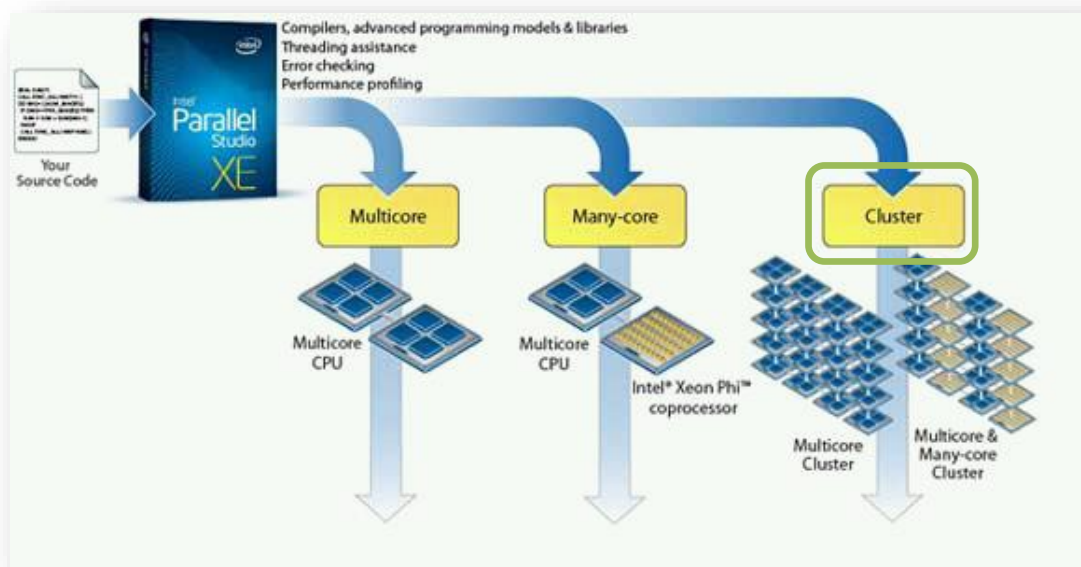 Compilers, advanced programming models & libraries
Threading assistance
Error checking
Performance profiling
intel
Intel
Parallel
Studio
XE
Your
Source Code
Multicore
Many-core
Cluster
Multicore
CPU
Multicore
CPU
Intel® Xeon Phi™
coprocessor
Multicore
Cluster
Multicore &
Many-core
Cluster